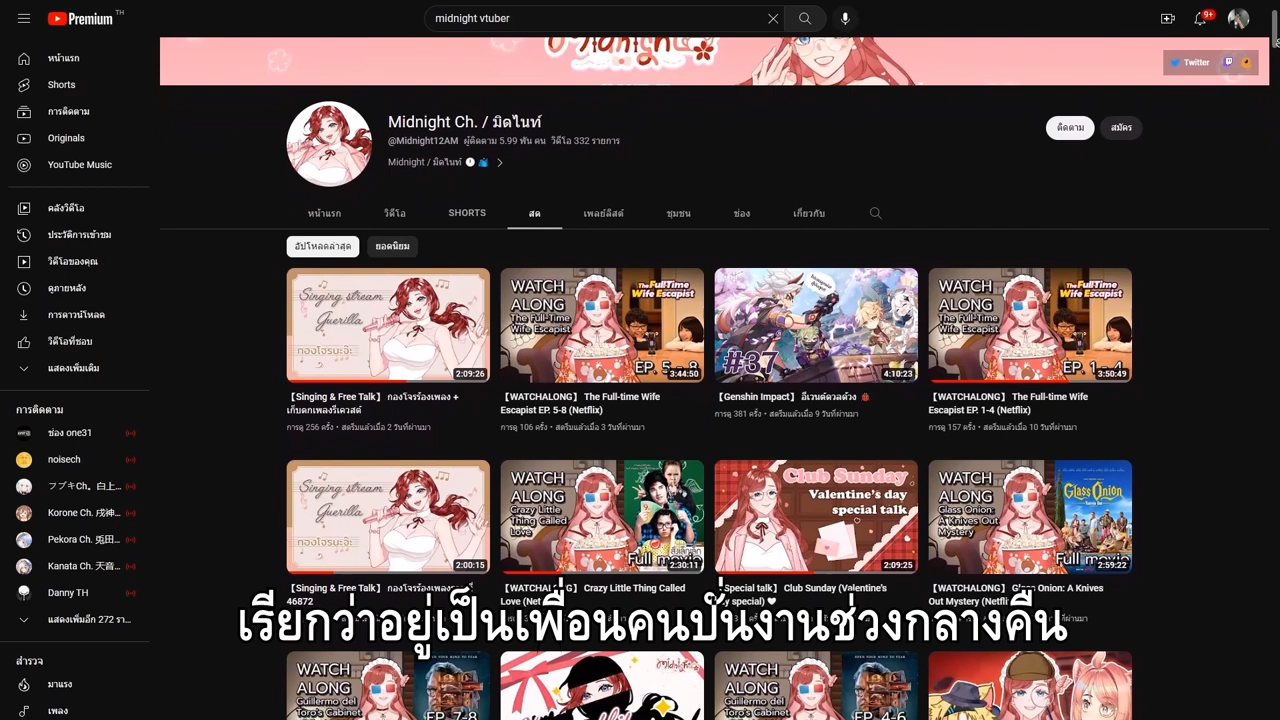 Premium TH
midnight vtuber
9+
หน้าแรก
Shorts
การติดตาม
Originals
YouTube Music
คลังวิดีโอ
ประวัติการเข้าชม
วิดีโอของคุณ
ดูภายหลัง
การดาวน์โหลด
วิดีโอที่ชอบ
แสดงเพิ่มเติม
การติดตาม
ช่อง one31
noisech
フブキCh。白上...
Korone Ch. 戌神...
Pekora Ch. 兎田...
Kanata Ch. 天音...
Danny TH
แสดงเพิ่มอีก 272 รา...
สำรวจ
มาแรง
เพลง
Midnight
Twitter
Midnight Ch. / มิดไนท์
@Midnight12AM ผู้ติดตาม 5.99 พัน คน วิดีโอ 332 รายการ
Midnight / มิดไนท์
ติดตาม
สมัคร
หน้าแรก วิดีโอ SHORTS สด เพลย์ลิสต์ ชุมชน ช่อง เกี่ยวกับ
อัปโหลดล่าสุด ยอดนิยม
Singing stream
Guerilla
กองโจรนะจ๊ะ
2:09:26
【Singing & Free Talk】 กองโจรร้องเพลง +
เก็บตกเพลงรีเควสต์
การดู 256 ครั้ง • สตรีมแล้วเมื่อ 2 วันที่ผ่านมา
WATCH
ALONG
The Full-Time
Wife Escapist
The Full-Time
Wife Escapist
EP. 5-8
3:44:50
【WATCHALONG】 The Full-time Wife
Escapist EP. 5-8 (Netflix)
การดู 106 ครั้ง • สตรีมแล้วเมื่อ 3 วันที่ผ่านมา
#37
4:10:23
【Genshin Impact】 อีเวนต์ดวลด้วง
การดู 381 ครั้ง • สตรีมแล้วเมื่อ 9 วันที่ผ่านมา
WATCH
ALONG
The Full-Time
Wife Escapist
The Full-Time
Wife Escapist
EP. 1-4
3:50:49
【WATCHALONG】 The Full-time Wife
Escapist EP. 1-4 (Netflix)
การดู 157 ครั้ง • สตรีมแล้วเมื่อ 10 วันที่ผ่านมา
Singing stream
Guerilla
กองโจรนะจ๊ะ
2:00:15
【Singing & Free Talk】
46872
WATCH
ALONG
Crazy Little
Thing Called
Love
Full movie
2:30:11
【WATCHALONG】 Crazy Little Thing Called
Love (Net
Club Sunday
Valentine's day
special talk
2:09:25
Special talk】 Club Sunday (Valentine's
special) ♥
WATCH
ALONG
Glass Onion:
A Knives Out
Mystery
Glass Onion
Full movie
2:59:22
【WATCHALONG】 Glass Onion: A Knives
Out Mystery (Netfli
เรียกว่าอยู่เป็นเพื่อนคนปั่นงานช่วงกลางคืน
WATCH
ALONG
Guillermo del
Toro's Cabinet
EP. 7-8
Midnight
WATCH
ALONG
Guillermo del
Toro's Cabinet
EP. 4-6